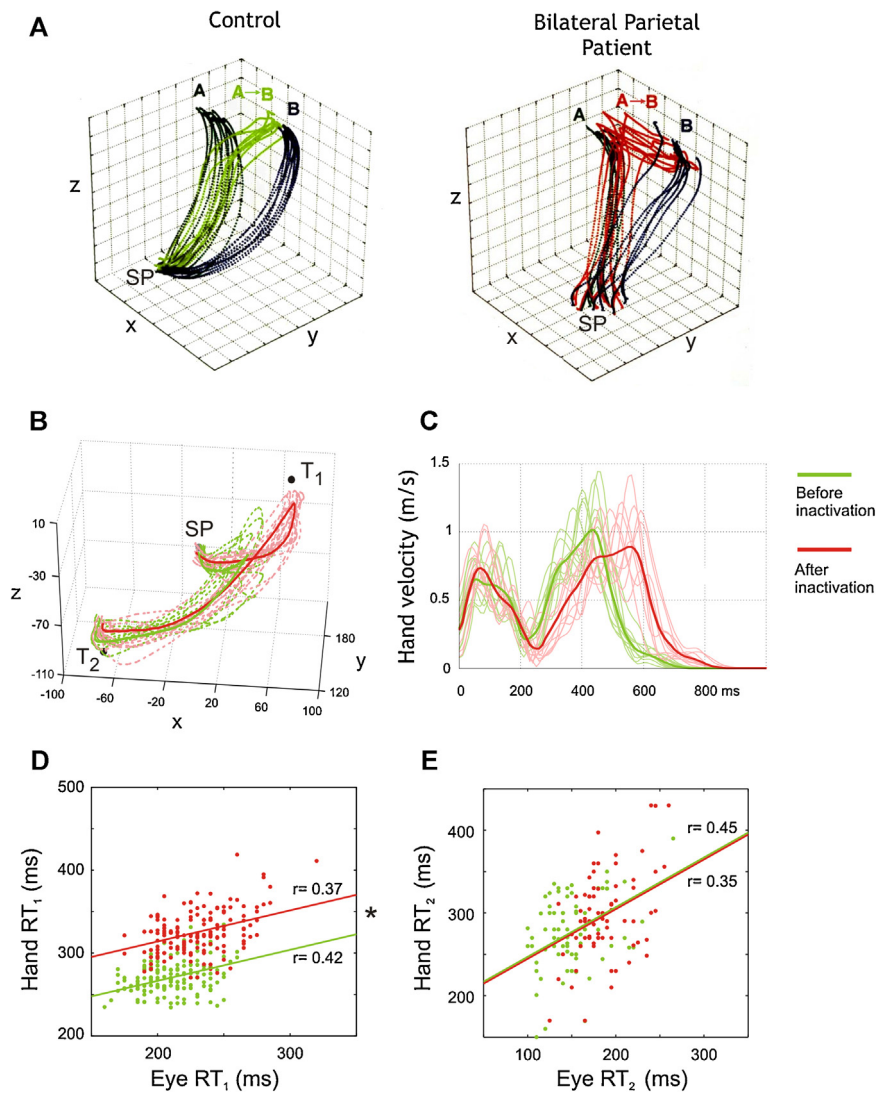 A
Control
Bilateral Parietal
Patient
A
A→B
B
z
SP
x
y
A
A→B
B
z
SP
x
y
B
T1
SP
10
-30
-70
-110
z
T2
-100
-60
-20
20
60
100
x
120
180
y
C
Hand velocity (m/s)
1.5
1
0.5
0
0
200
400
600
800 ms
Before
inactivation
After
inactivation
D
Hand RT1 (ms)
500
400
300
200
r= 0.37
r= 0.42
*
200
300
Eye RT1 (ms)
E
Hand RT2 (ms)
400
300
200
r= 0.45
r= 0.35
100
200
300
Eye RT2 (ms)